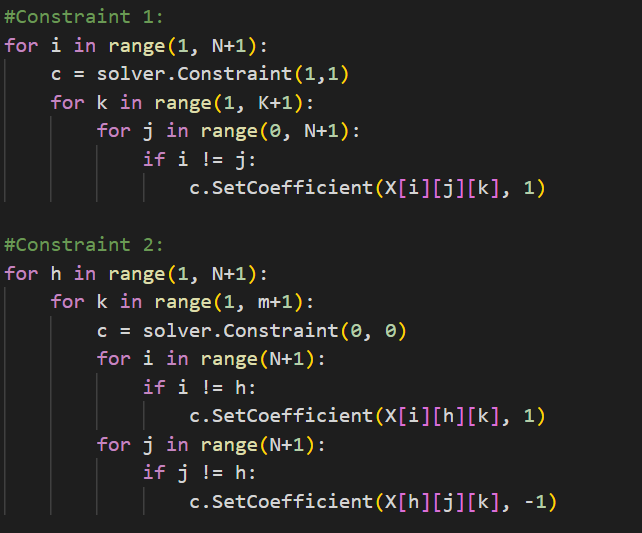 #Constraint 1:
for i in range(1, N+1):
    c = solver.Constraint(1,1)
    for k in range(1, K+1):
        for j in range(0, N+1):
            if i != j:
                c.SetCoefficient(X[i][j][k], 1)

#Constraint 2:
for h in range(1, N+1):
    for k in range(1, m+1):
        c = solver.Constraint(0, 0)
        for i in range(N+1):
            if i != h:
                c.SetCoefficient(X[i][h][k], 1)
        for j in range(N+1):
            if j != h:
                c.SetCoefficient(X[h][j][k], -1)